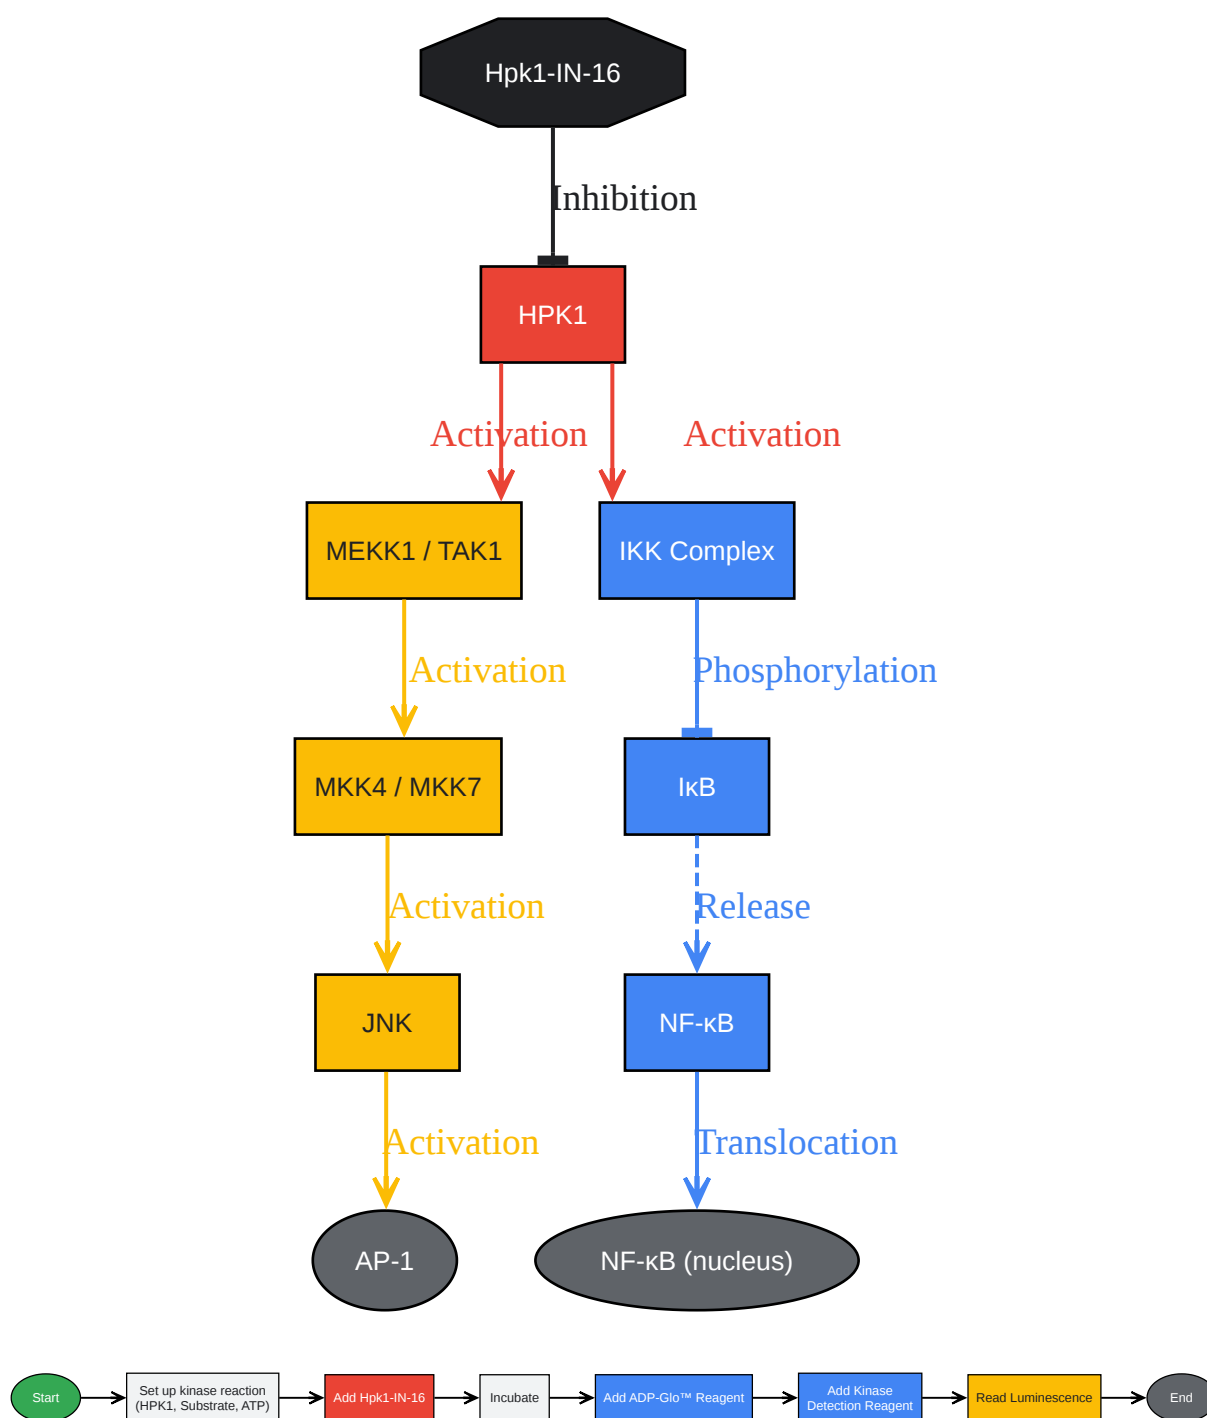 Hpk1-IN-16
Inhibition
HPK1
Activation
Activation
MEKK1 / TAK1
IKK Complex
Activation
Phosphorylation
MKK4 / MKK7
IκB
Activation
Release
JNK
NF-κB
Activation
Translocation
AP-1
NF-κB (nucleus)
Start
Set up kinase reaction
(HPK1, Substrate, ATP)
Add Hpk1-IN-16
Incubate
Add ADP-Glo™ Reagent
Add Kinase
Detection Reagent
Read Luminescence
End